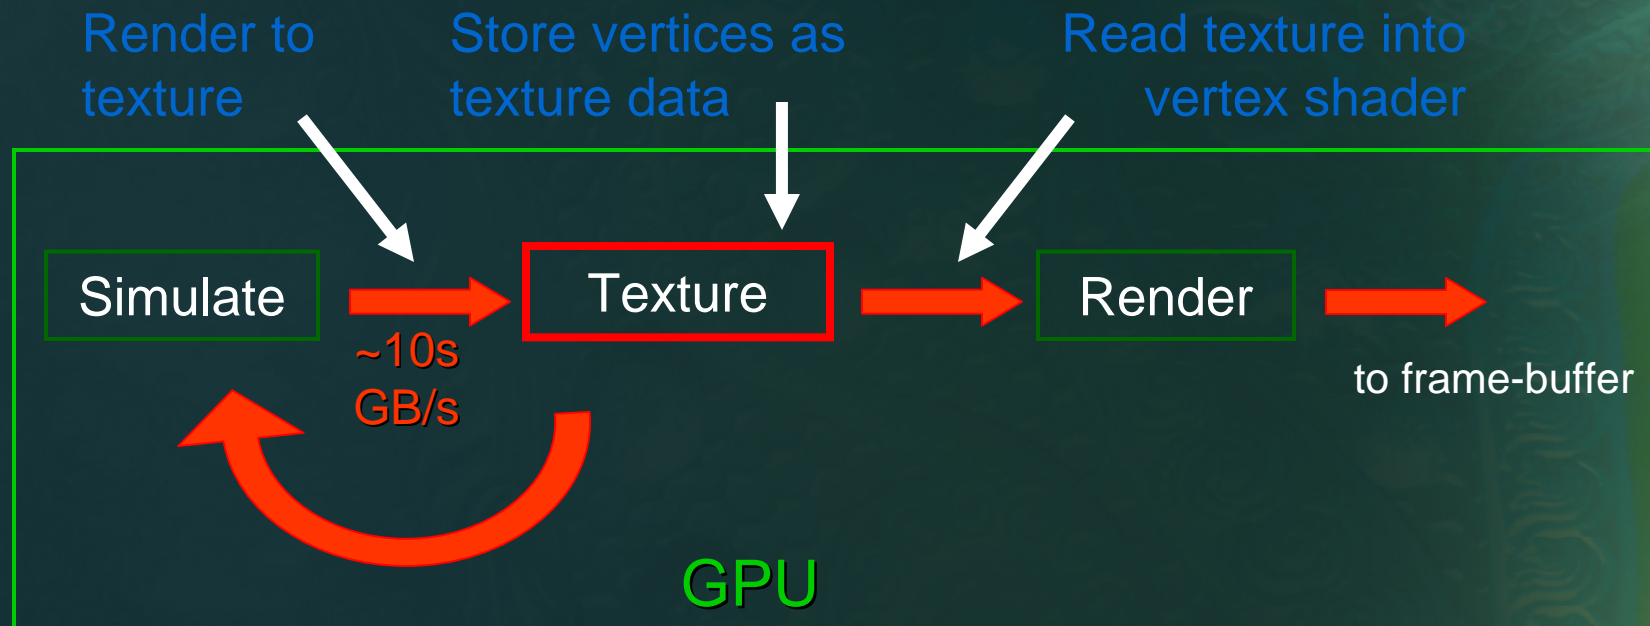 Render to
texture
Store vertices as
texture data
Read texture into
vertex shader
Simulate
~10s
GB/s
Texture
Render
to frame-buffer
GPU